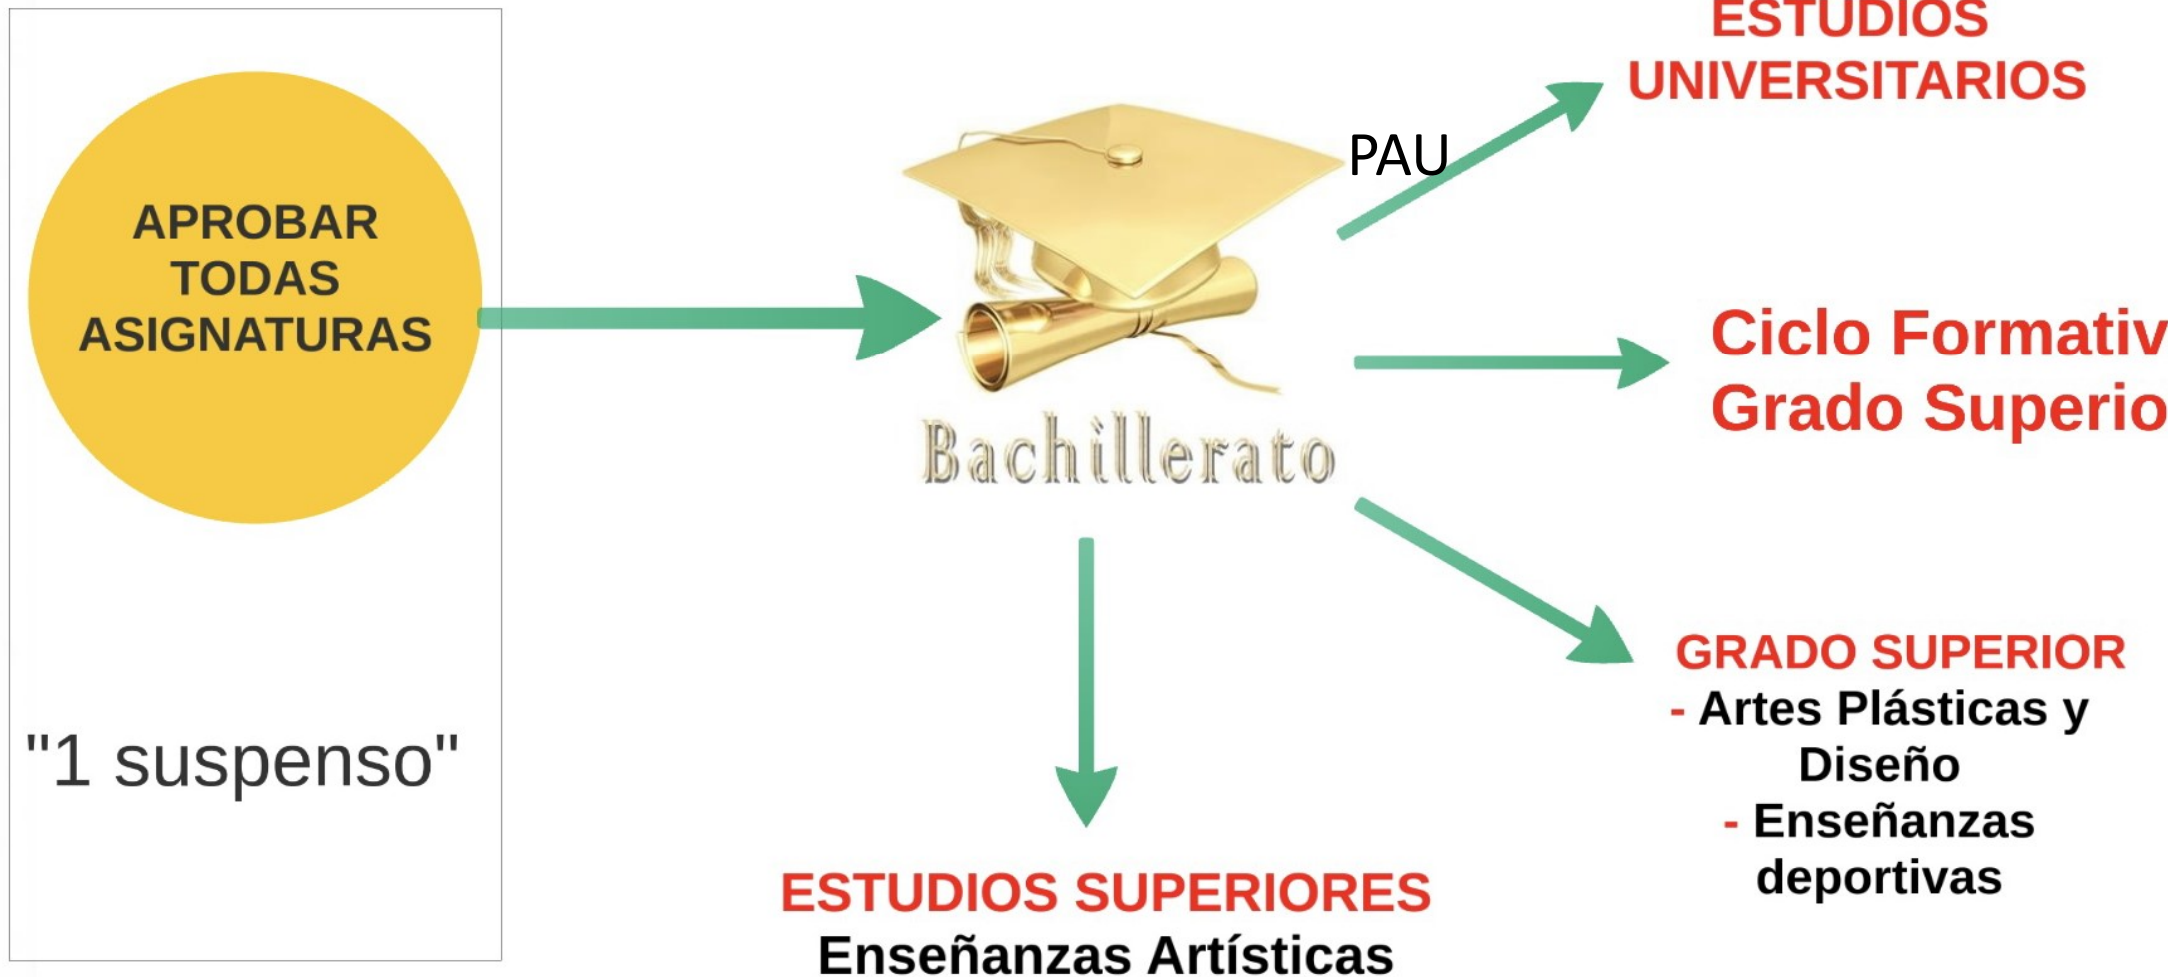 APROBAR
TODAS
ASIGNATURAS
"1 suspenso"
Bachillerato
PAU
ESTUDIOS
UNIVERSITARIOS
Ciclo Formativ
Grado Superio
GRADO SUPERIOR
- Artes Plásticas y
Diseño
- Enseñanzas
deportivas
ESTUDIOS SUPERIORES
Enseñanzas Artísticas